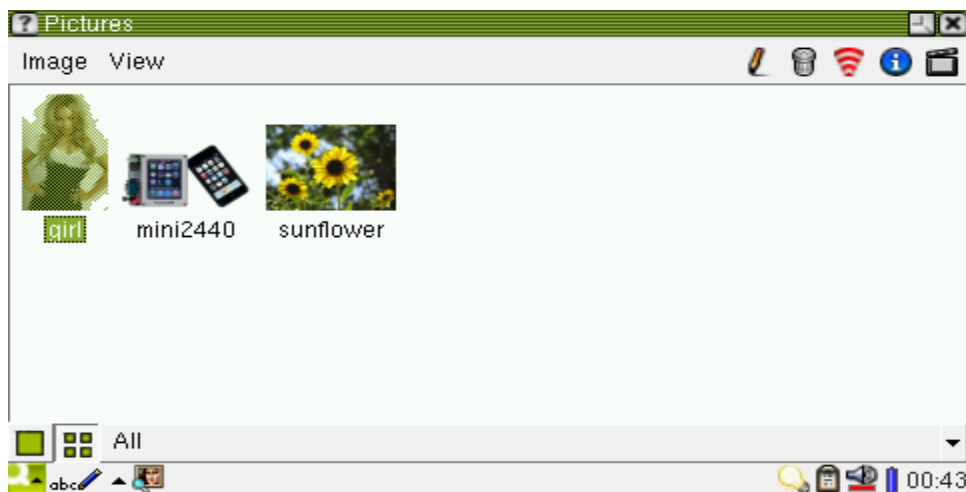 ? Pictures
Image View
girl mini2440 sunflower
All
abc 00:43